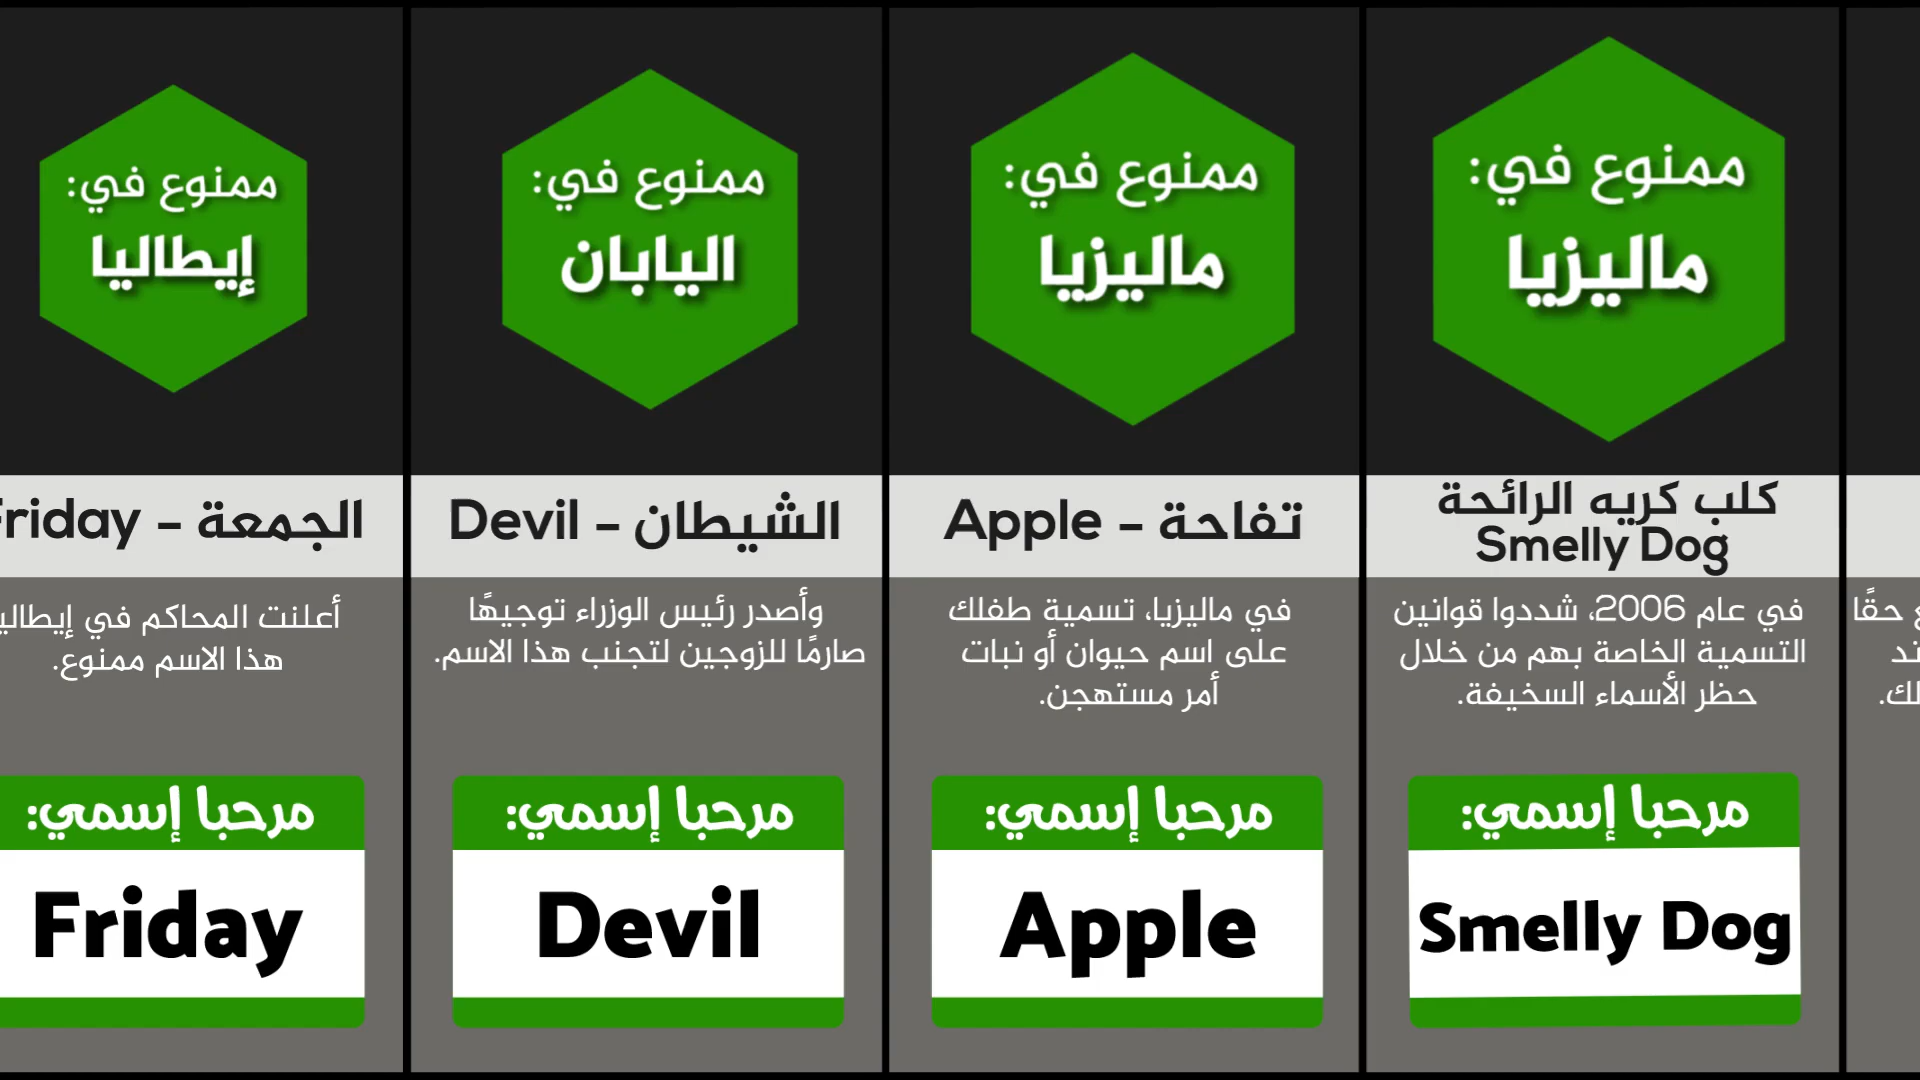 ممنوع في:
إيطاليا
الجمعة - Friday
أعلنت المحاكم في إيطاليا
هذا الاسم ممنوع.
مرحبا إسمي:
Friday
ممنوع في:
اليابان
الشيطان - Devil
وأصدر رئيس الوزراء توجيهًا
صارمًا للزوجين لتجنب هذا الاسم.
مرحبا إسمي:
Devil
ممنوع في:
ماليزيا
تفاحة - Apple
في ماليزيا، تسمية طفلك
على اسم حيوان أو نبات
أمر مستهجن.
مرحبا إسمي:
Apple
ممنوع في:
ماليزيا
كلب كريه الرائحة
Smelly Dog
في عام 2006، شددوا قوانين
التسمية الخاصة بهم من خلال
حظر الأسماء السخيفة.
مرحبا إسمي:
Smelly Dog
حقًا